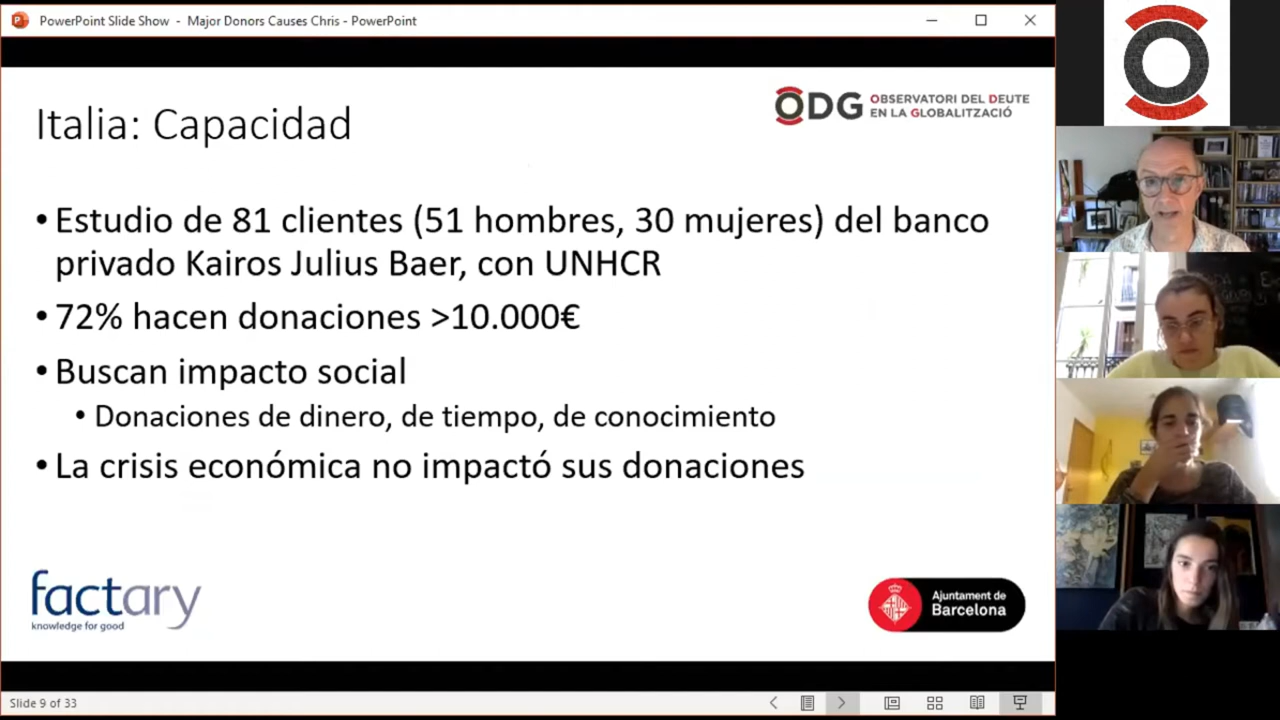 PowerPoint Slide Show - Major Donors Causes Chris - PowerPoint
Italia: Capacidad
ODG OBSERVATORI DEL DEUTE
EN LA GLOBALITZACIÓ
• Estudio de 81 clientes (51 hombres, 30 mujeres) del banco
privado Kairos Julius Baer, con UNHCR
• 72% hacen donaciones >10.000€
• Buscan impacto social
• Donaciones de dinero, de tiempo, de conocimiento
• La crisis económica no impactó sus donaciones
factary
knowledge for good
Ajuntament de
Barcelona
Slide 9 of 33